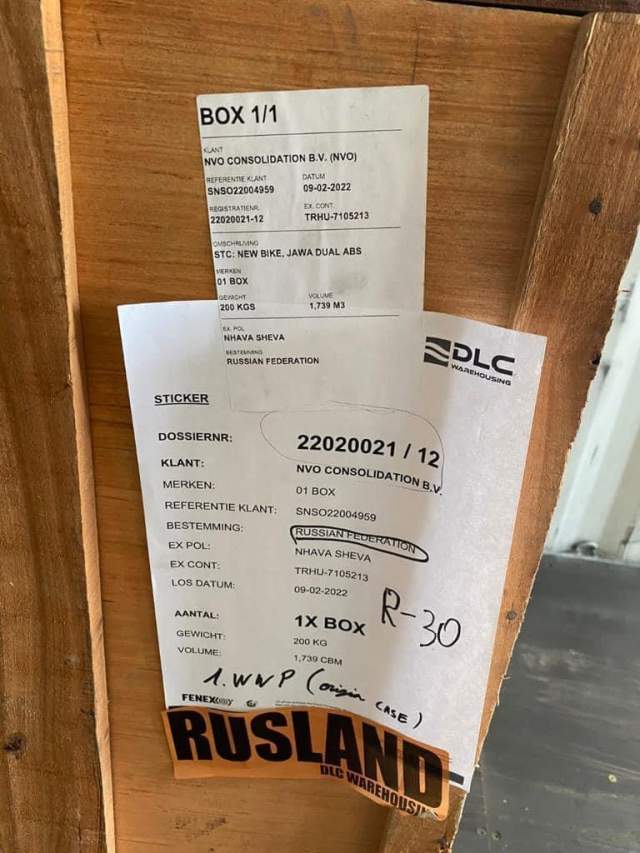 BOX 1/1
KLANT
NVO CONSOLIDATION B.V. (NVO)
REFERENTIE KLANT DATUM
SNSO22004959 09-02-2022
REGISTRATIENR. EX. CONT.
22020021-12 TRHU-7105213
OMSCHRIJVING
STC: NEW BIKE, JAWA DUAL ABS
MERKEN
01 BOX
GEWICHT VOLUME
200 KGS 1,739 M3
EX. POL
NHAVA SHEVA
BESTEMMING
RUSSIAN FEDERATION
DLC
WAREHOUSING
STICKER
DOSSIERNR: 22020021 / 12
KLANT: NVO CONSOLIDATION B.V.
MERKEN: 01 BOX
REFERENTIE KLANT: SNSO22004959
BESTEMMING: RUSSIAN FEDERATION
EX POL: NHAVA SHEVA
EX CONT: TRHU-7105213
LOS DATUM: 09-02-2022
R-30
AANTAL: 1X BOX
GEWICHT: 200 KG
VOLUME: 1,739 CBM
1. WWP (origin CASE)
FENEX
RUSLAND
DLC WAREHOUSING